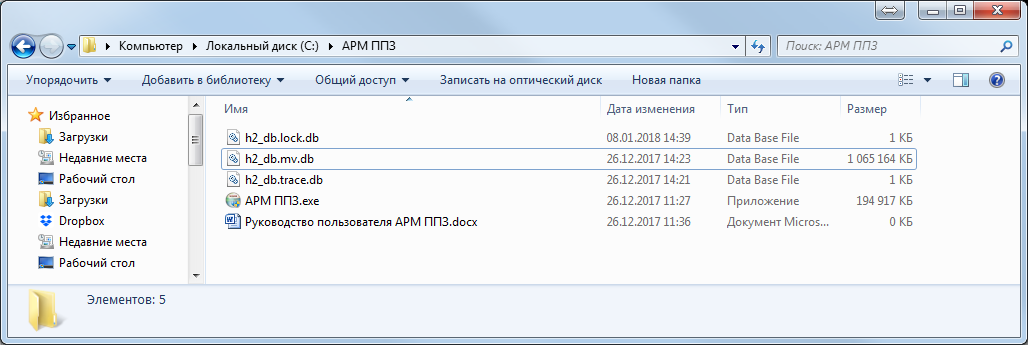 Компьютер ▸ Локальный диск (C:) ▸ АРМ ППЗ
Поиск: АРМ ППЗ
Упорядочить Добавить в библиотеку Общий доступ Записать на оптический диск Новая папка
Избранное
Загрузки
Недавние места
Рабочий стол
Загрузки
Dropbox
Недавние места
Рабочий стол
Имя Дата изменения Тип Размер
h2_db.lock.db 08.01.2018 14:39 Data Base File 1 КБ
h2_db.mv.db 26.12.2017 14:23 Data Base File 1 065 164 КБ
h2_db.trace.db 26.12.2017 14:21 Data Base File 1 КБ
АРМ ППЗ.exe 26.12.2017 11:27 Приложение 194 917 КБ
Руководство пользователя АРМ ППЗ.docx 26.12.2017 11:36 Документ Micros... 0 КБ
Элементов: 5